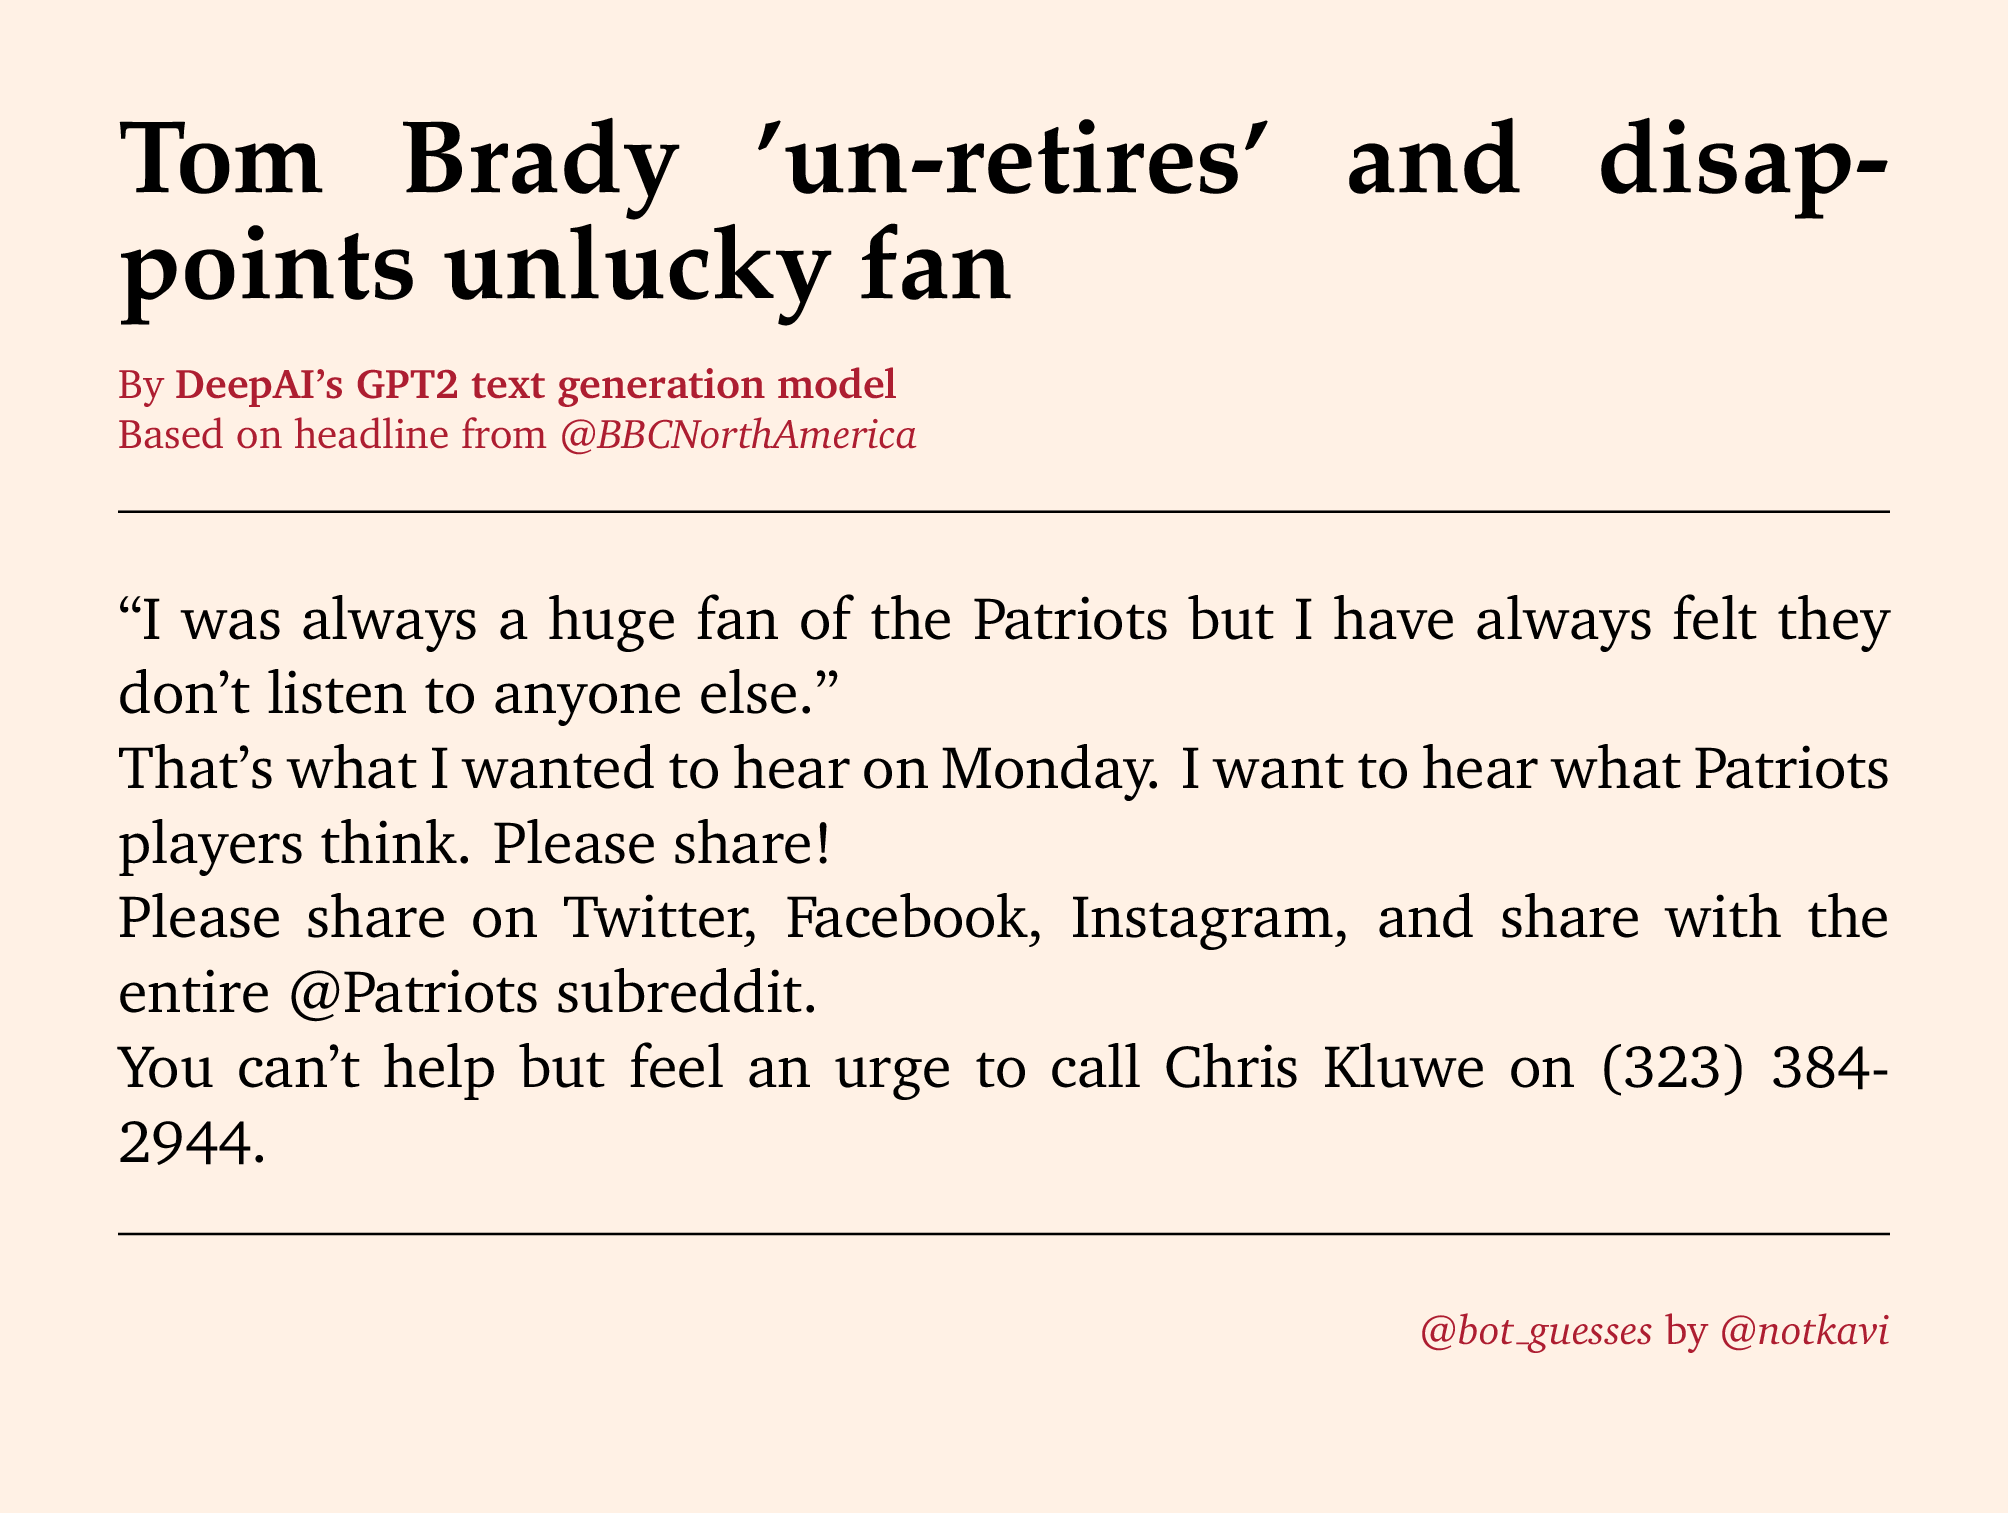 Tom Brady ’un-retires’ and disap-
points unlucky fan
By DeepAI’s GPT2 text generation model
Based on headline from @BBCNorthAmerica
“I was always a huge fan of the Patriots but I have always felt they
don’t listen to anyone else.”
That’s what I wanted to hear on Monday. I want to hear what Patriots
players think. Please share!
Please share on Twitter, Facebook, Instagram, and share with the
entire @Patriots subreddit.
You can’t help but feel an urge to call Chris Kluwe on (323) 384-
2944.
@bot_guesses by @notkavi